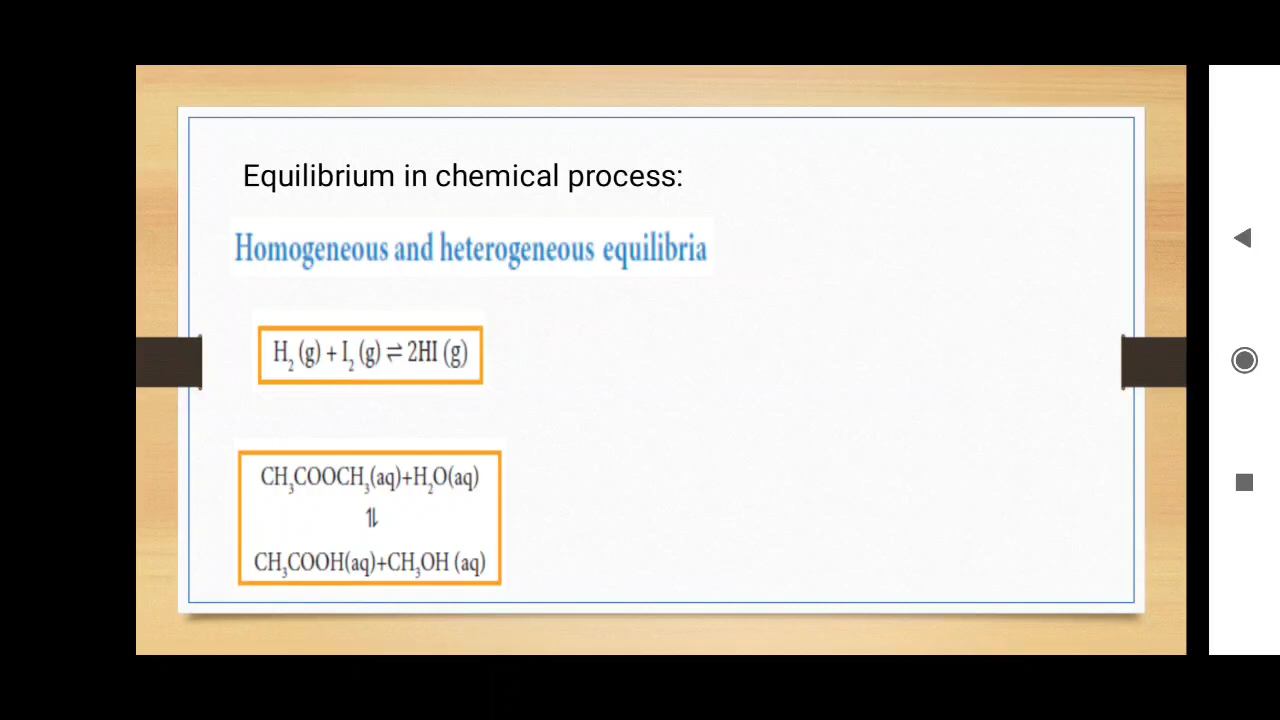 Equilibrium in chemical process:
Homogeneous and heterogeneous equilibria
H₂ (g) + I₂ (g) ⇌ 2HI (g)
CH₃COOCH₃(aq)+H₂O(aq)
⥮
CH₃COOH(aq)+CH₃OH (aq)